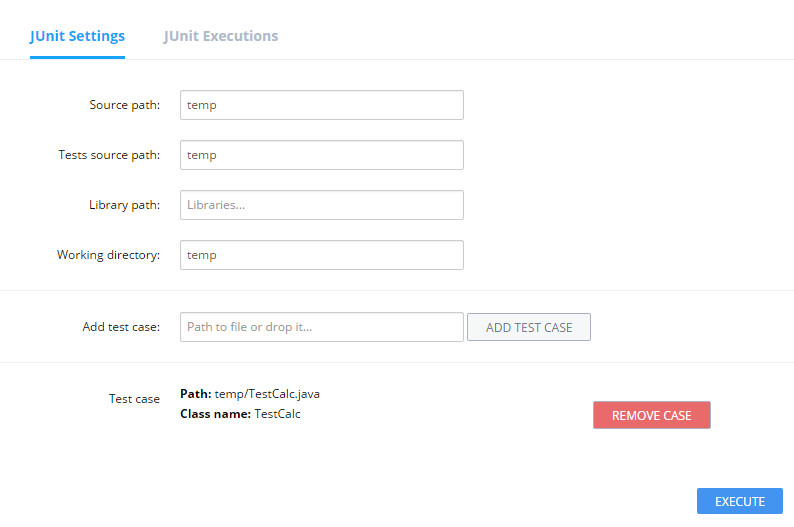 JUnit Settings JUnit Executions
Source path: temp
Tests source path: temp
Library path: Libraries...
Working directory: temp
Add test case: Path to file or drop it... ADD TEST CASE
Test case Path: temp/TestCalc.java
Class name: TestCalc
REMOVE CASE
EXECUTE